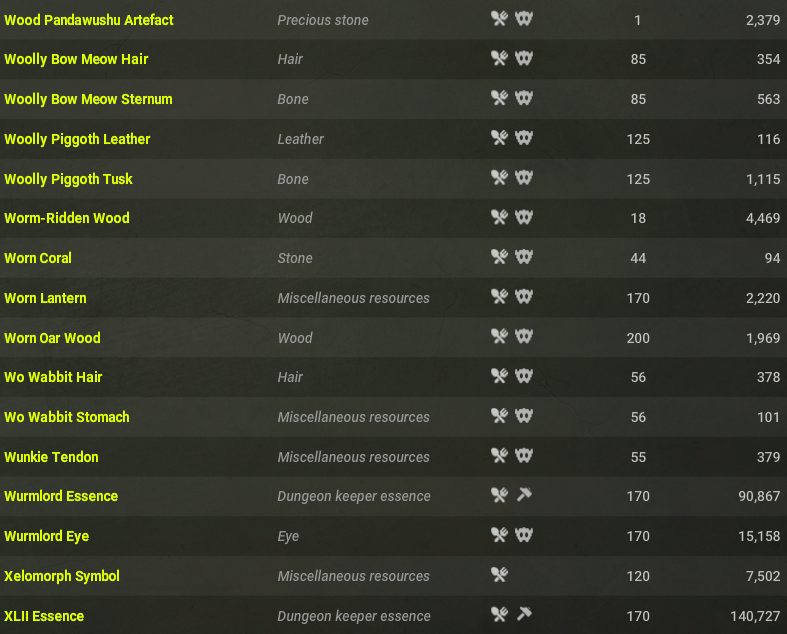 Wood Pandawushu Artefact Precious stone 1 2,379
Woolly Bow Meow Hair Hair 85 354
Woolly Bow Meow Sternum Bone 85 563
Woolly Piggoth Leather Leather 125 116
Woolly Piggoth Tusk Bone 125 1,115
Worm-Ridden Wood Wood 18 4,469
Worn Coral Stone 44 94
Worn Lantern Miscellaneous resources 170 2,220
Worn Oar Wood Wood 200 1,969
Wo Wabbit Hair Hair 56 378
Wo Wabbit Stomach Miscellaneous resources 56 101
Wunkie Tendon Miscellaneous resources 55 379
Wurmlord Essence Dungeon keeper essence 170 90,867
Wurmlord Eye Eye 170 15,158
Xelomorph Symbol Miscellaneous resources 120 7,502
XLII Essence Dungeon keeper essence 170 140,727